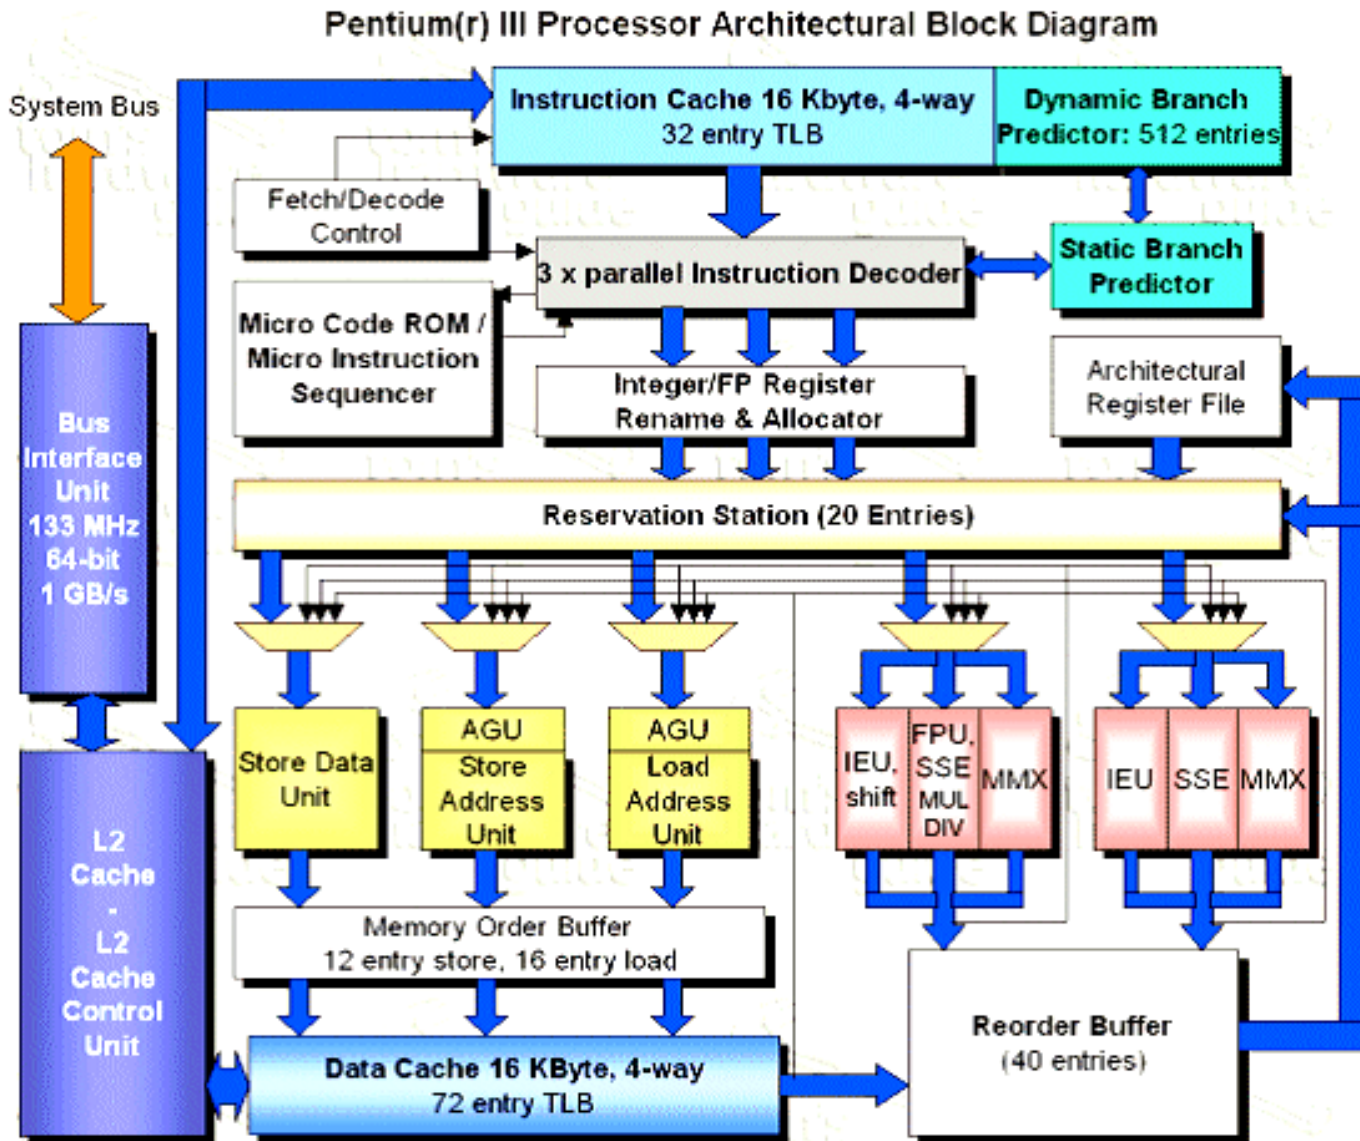 Pentium(r) III Processor Architectural Block Diagram
System Bus
Instruction Cache 16 Kbyte, 4-way
32 entry TLB
Dynamic Branch
Predictor: 512 entries
Fetch/Decode
Control
3 x parallel Instruction Decoder
Static Branch
Predictor
Micro Code ROM /
Micro Instruction
Sequencer
Integer/FP Register
Rename & Allocator
Architectural
Register File
Bus
Interface
Unit
133 MHz
64-bit
1 GB/s
Reservation Station (20 Entries)
Store Data
Unit
AGU
Store
Address
Unit
AGU
Load
Address
Unit
IEU,
shift
FPU,
SSE
MUL
DIV
MMX
IEU
SSE
MMX
L2
Cache
-
L2
Cache
Control
Unit
Memory Order Buffer
12 entry store, 16 entry load
Data Cache 16 KByte, 4-way
72 entry TLB
Reorder Buffer
(40 entries)